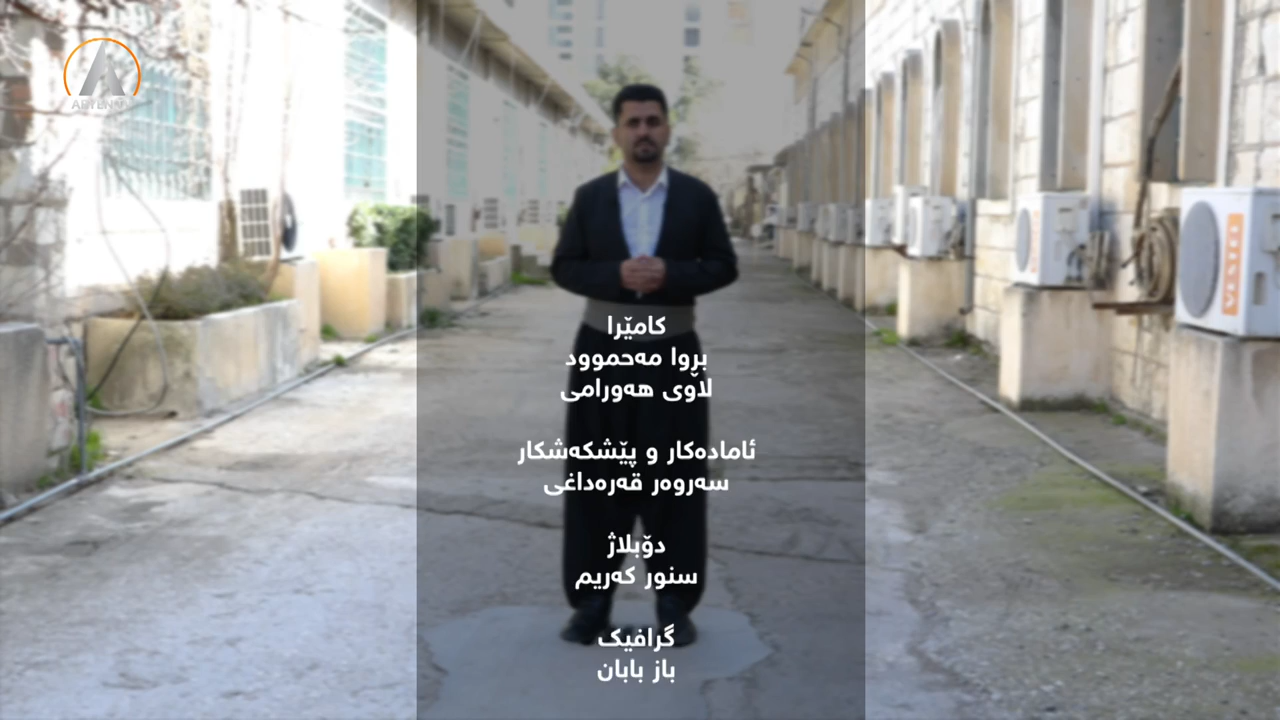 کامێرا
بڕوا مەحموود
لاوی هەورامی
ئامادەکار و پێشکەشکار
سەروەر قەرەداغی
دۆبلاژ
سنور کەریم
گرافیک
باز بابان